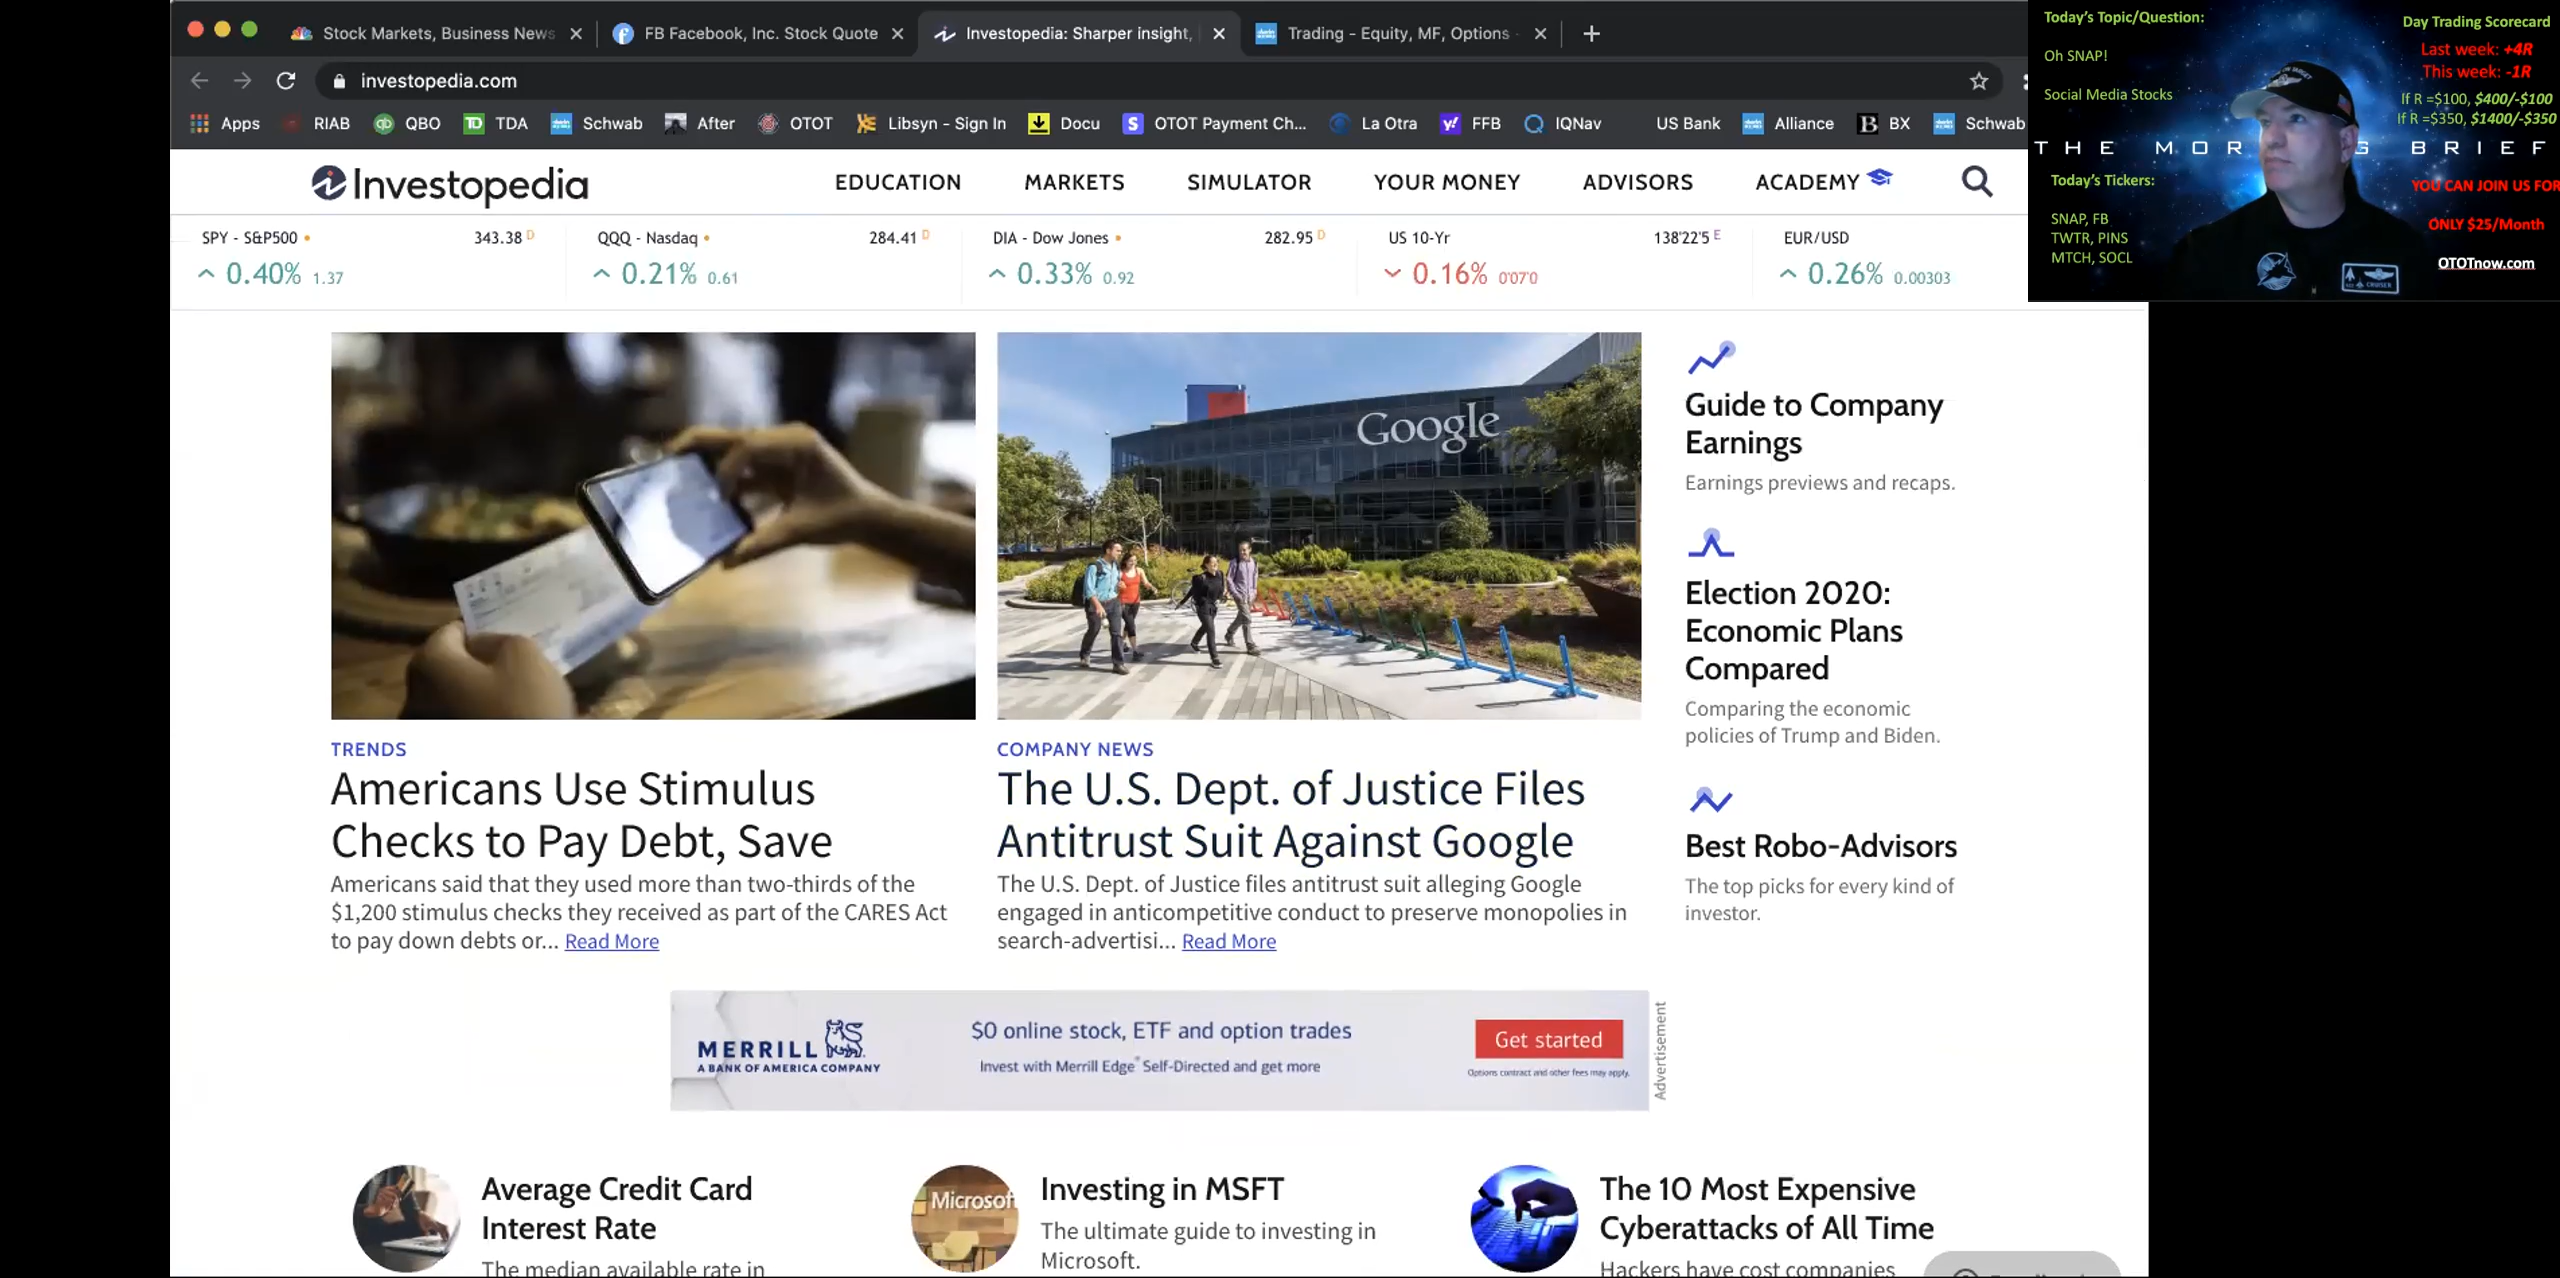 Stock Markets, Business News
FB Facebook, Inc. Stock Quote
Investopedia: Sharper insight,
Trading - Equity, MF, Options
investopedia.com
Apps RIAB QBO TDA Schwab After OTOT Libsyn - Sign In Docu OTOT Payment Ch... La Otra FFB IQNav US Bank Alliance BX Schwab
Today's Topic/Question:
Oh SNAP!
Social Media Stocks
Day Trading Scorecard
Last week: +4R
This week: -1R
If R =$100, $400/-$100
If R =$350, $1400/-$350
THE MOR G BRIEF
Today's Tickers:
SNAP, FB
TWTR, PINS
MTCH, SOCL
YOU CAN JOIN US FOR
ONLY $25/Month
OTOTnow.com
Investopedia
EDUCATION MARKETS SIMULATOR YOUR MONEY ADVISORS ACADEMY
SPY - S&P500 343.38 D
0.40% 1.37
QQQ - Nasdaq 284.41 D
0.21% 0.61
DIA - Dow Jones 282.95 D
0.33% 0.92
US 10-Yr 138'22'5 E
0.16% 0'07'0
EUR/USD
0.26% 0.00303
Google
TRENDS
Americans Use Stimulus
Checks to Pay Debt, Save
Americans said that they used more than two-thirds of the
$1,200 stimulus checks they received as part of the CARES Act
to pay down debts or... Read More
COMPANY NEWS
The U.S. Dept. of Justice Files
Antitrust Suit Against Google
The U.S. Dept. of Justice files antitrust suit alleging Google
engaged in anticompetitive conduct to preserve monopolies in
search-advertisi... Read More
Guide to Company
Earnings
Earnings previews and recaps.
Election 2020:
Economic Plans
Compared
Comparing the economic
policies of Trump and Biden.
Best Robo-Advisors
The top picks for every kind of
investor.
MERRILL
A BANK OF AMERICA COMPANY
$0 online stock, ETF and option trades
Invest with Merrill Edge® Self-Directed and get more
Get started
Options contract and other fees may apply.
Advertisement
Average Credit Card
Interest Rate
The median available rate in
Microsof
Investing in MSFT
The ultimate guide to investing in
Microsoft.
The 10 Most Expensive
Cyberattacks of All Time
Hackers have cost companies